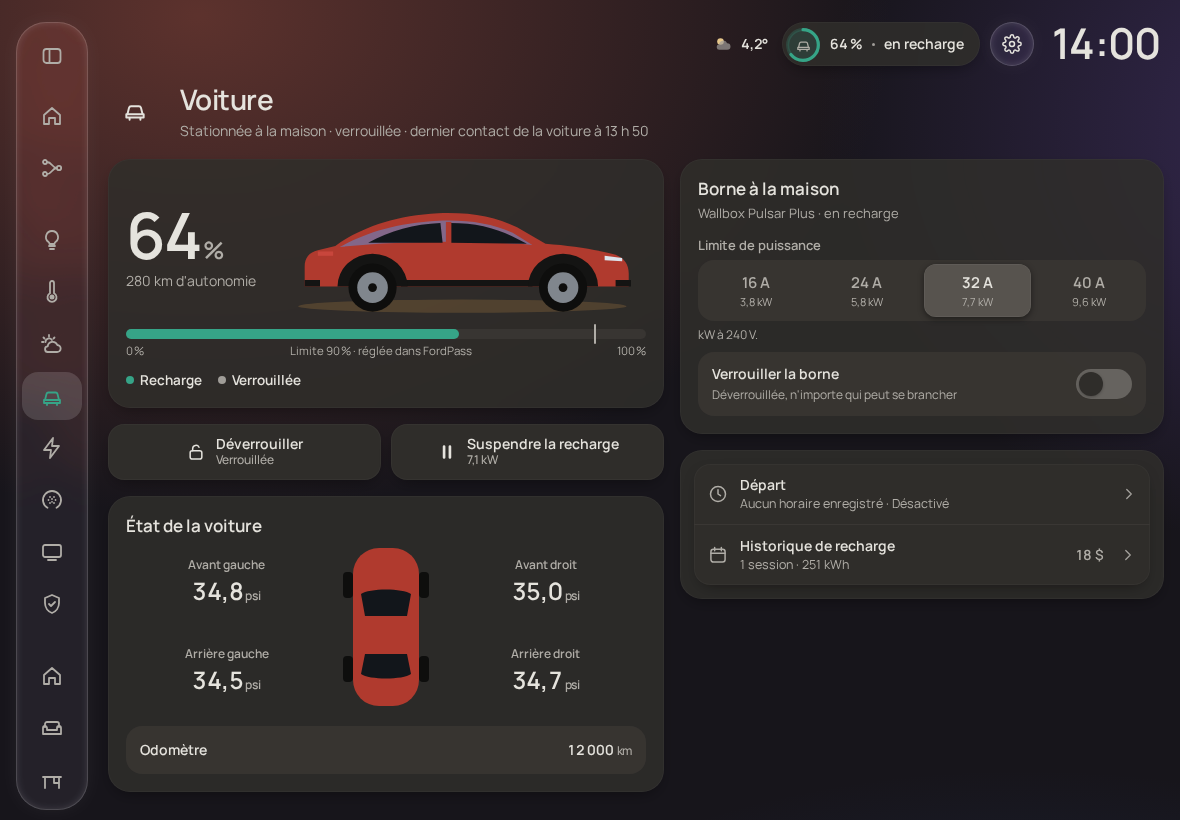 4,2°
64 % · en recharge
14:00
Voiture
Stationnée à la maison · verrouillée · dernier contact de la voiture à 13 h 50
64 %
280 km d'autonomie
0 %
Limite 90 % · réglée dans FordPass
100 %
Recharge
Verrouillée
Déverrouiller
Verrouillée
Suspendre la recharge
7,1 kW
État de la voiture
Avant gauche
34,8 psi
Avant droit
35,0 psi
Arrière gauche
34,5 psi
Arrière droit
34,7 psi
Odomètre
12 000 km
Borne à la maison
Wallbox Pulsar Plus · en recharge
Limite de puissance
16 A
3,8 kW
24 A
5,8 kW
32 A
7,7 kW
40 A
9,6 kW
kW à 240 V.
Verrouiller la borne
Déverrouillée, n'importe qui peut se brancher
Départ
Aucun horaire enregistré · Désactivé
Historique de recharge
1 session · 251 kWh
18 $